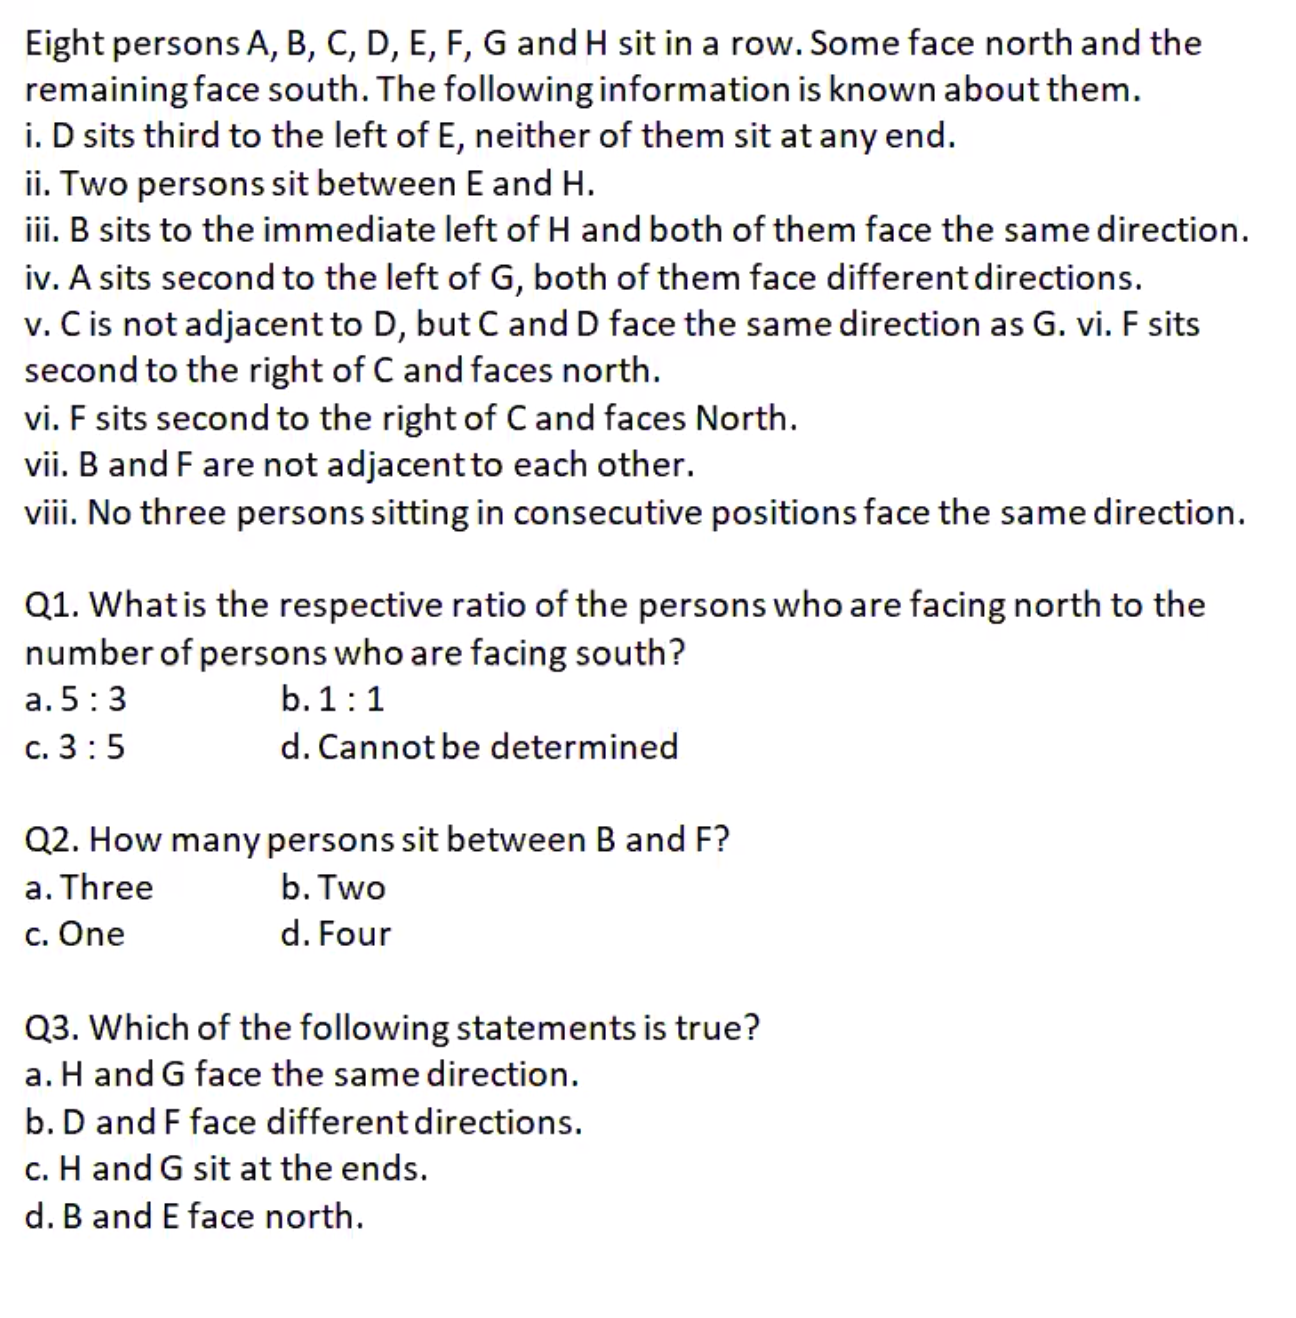 Eight persons A, B, C, D, E, F, G and H sit in a row. Some face north and the
remaining face south. The following information is known about them.
i. D sits third to the left of E, neither of them sit at any end.
ii. Two persons sit between E and H.
iii. B sits to the immediate left of H and both of them face the same direction.
iv. A sits second to the left of G, both of them face different directions.
v. C is not adjacent to D, but C and D face the same direction as G. vi. F sits
second to the right of C and faces north.
vi. F sits second to the right of C and faces North.
vii. B and F are not adjacent to each other.
viii. No three persons sitting in consecutive positions face the same direction.
Q1. What is the respective ratio of the persons who are facing north to the
number of persons who are facing south?
a. 5 : 3 b. 1 : 1
c. 3 : 5 d. Cannot be determined
Q2. How many persons sit between B and F?
a. Three b. Two
c. One d. Four
Q3. Which of the following statements is true?
a. H and G face the same direction.
b. D and F face different directions.
c. H and G sit at the ends.
d. B and E face north.